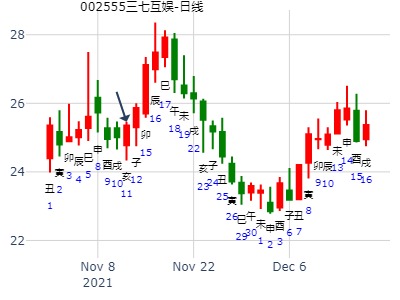 002555三七互娱-日线
28
26
24
22
丑
1
寅
2
卯
3
辰
4
巳
5
申
8
酉
9
戌
10
亥
11
子
12
卯
15
辰
16
巳
17
午
18
未
19
戌
22
亥
23
子
24
丑
25
寅
26
巳
29
午
30
未
1
申
2
酉
3
子
6
丑
7
寅
8
卯
9
辰
10
未
13
申
14
酉
15
戌
16
Nov 8
2021
Nov 22
Dec 6